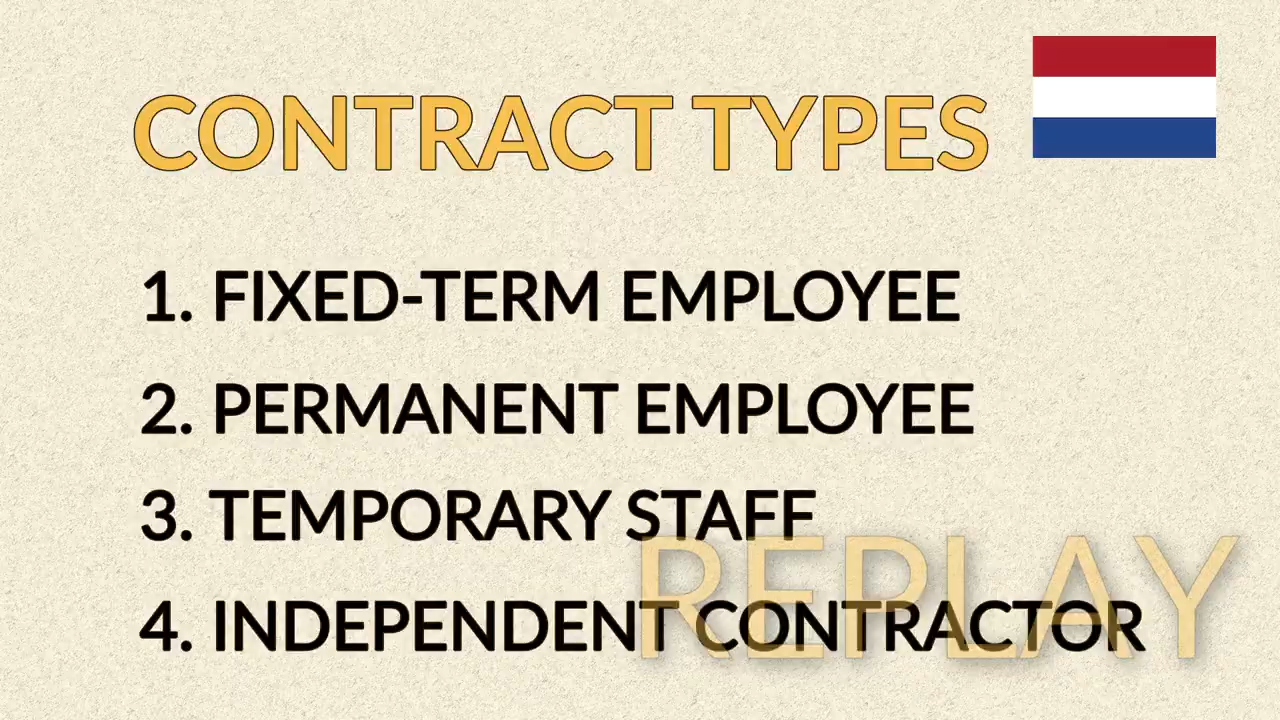 CONTRACT TYPES
1. FIXED-TERM EMPLOYEE
2. PERMANENT EMPLOYEE
3. TEMPORARY STAFF
REPLAY
4. INDEPENDENT CONTRACTOR